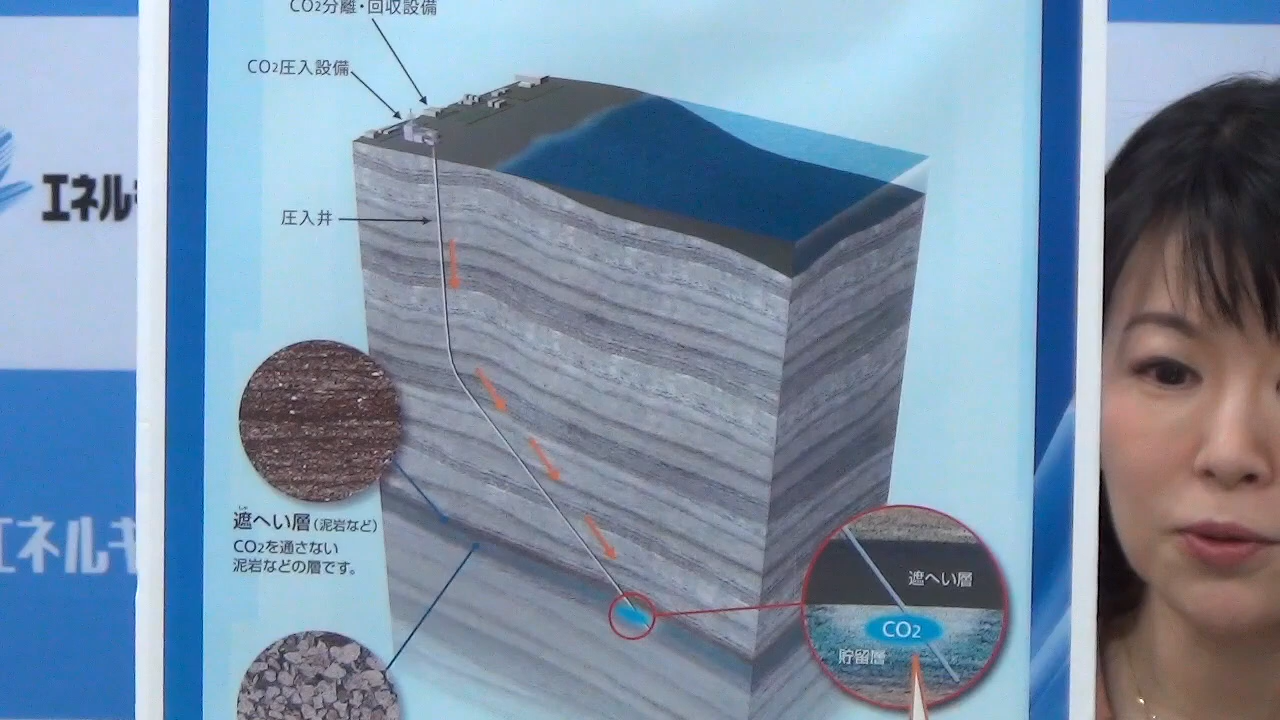 CO2分離・回収設備
CO2圧入設備
エネルギ
圧入井
遮へい層(泥岩など)
CO2を通さない
泥岩などの層です。
エネルギ
遮へい層
CO2
貯留層